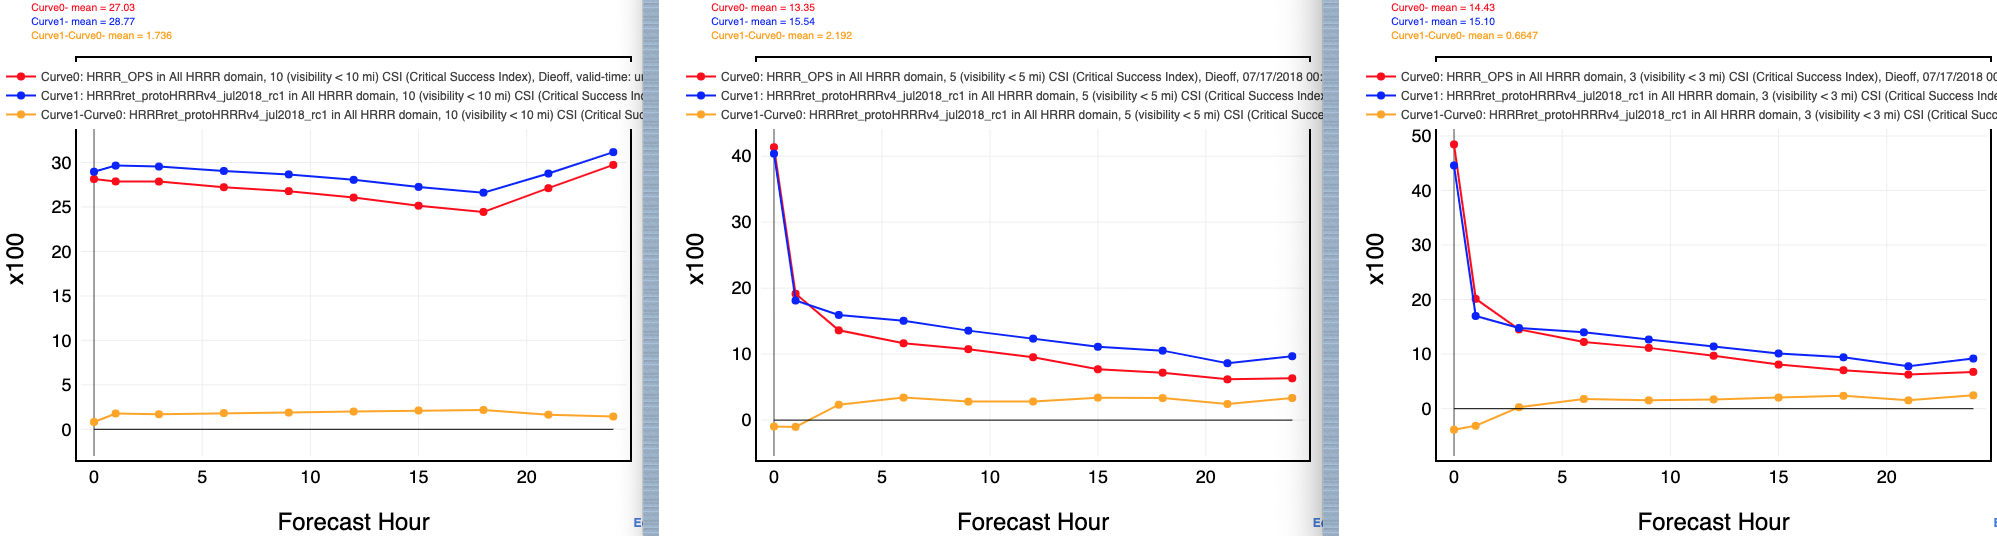 Curve0- mean = 27.03
Curve1- mean = 28.77
Curve1-Curve0- mean = 1.736
Curve0: HRRR_OPS in All HRRR domain, 10 (visibility < 10 mi) CSI (Critical Success Index), Dieoff, valid-time:
Curve1: HRRRret_protoHRRRv4_jul2018_rc1 in All HRRR domain, 10 (visibility < 10 mi) CSI (Critical Success
Curve1-Curve0: HRRRret_protoHRRRv4_jul2018_rc1 in All HRRR domain, 10 (visibility < 10 mi) CSI (Critical
30
25
20
15
10
5
0
x100
0 5 10 15 20
Forecast Hour
Curve0- mean = 13.35
Curve1- mean = 15.54
Curve1-Curve0- mean = 2.192
Curve0: HRRR_OPS in All HRRR domain, 5 (visibility < 5 mi) CSI (Critical Success Index), Dieoff, 07/17/2018 00:
Curve1: HRRRret_protoHRRRv4_jul2018_rc1 in All HRRR domain, 5 (visibility < 5 mi) CSI (Critical Success Index
Curve1-Curve0: HRRRret_protoHRRRv4_jul2018_rc1 in All HRRR domain, 5 (visibility < 5 mi) CSI (Critical Succe
40
30
20
10
0
x100
0 5 10 15 20
Forecast Hour
Curve0- mean = 14.43
Curve1- mean = 15.10
Curve1-Curve0- mean = 0.6647
Curve0: HRRR_OPS in All HRRR domain, 3 (visibility < 3 mi) CSI (Critical Success Index), Dieoff, 07/17/2018 00
Curve1: HRRRret_protoHRRRv4_jul2018_rc1 in All HRRR domain, 3 (visibility < 3 mi) CSI (Critical Success Inde
Curve1-Curve0: HRRRret_protoHRRRv4_jul2018_rc1 in All HRRR domain, 3 (visibility < 3 mi) CSI (Critical Succ
50
40
30
20
10
0
x100
0 5 10 15 20
Forecast Hour